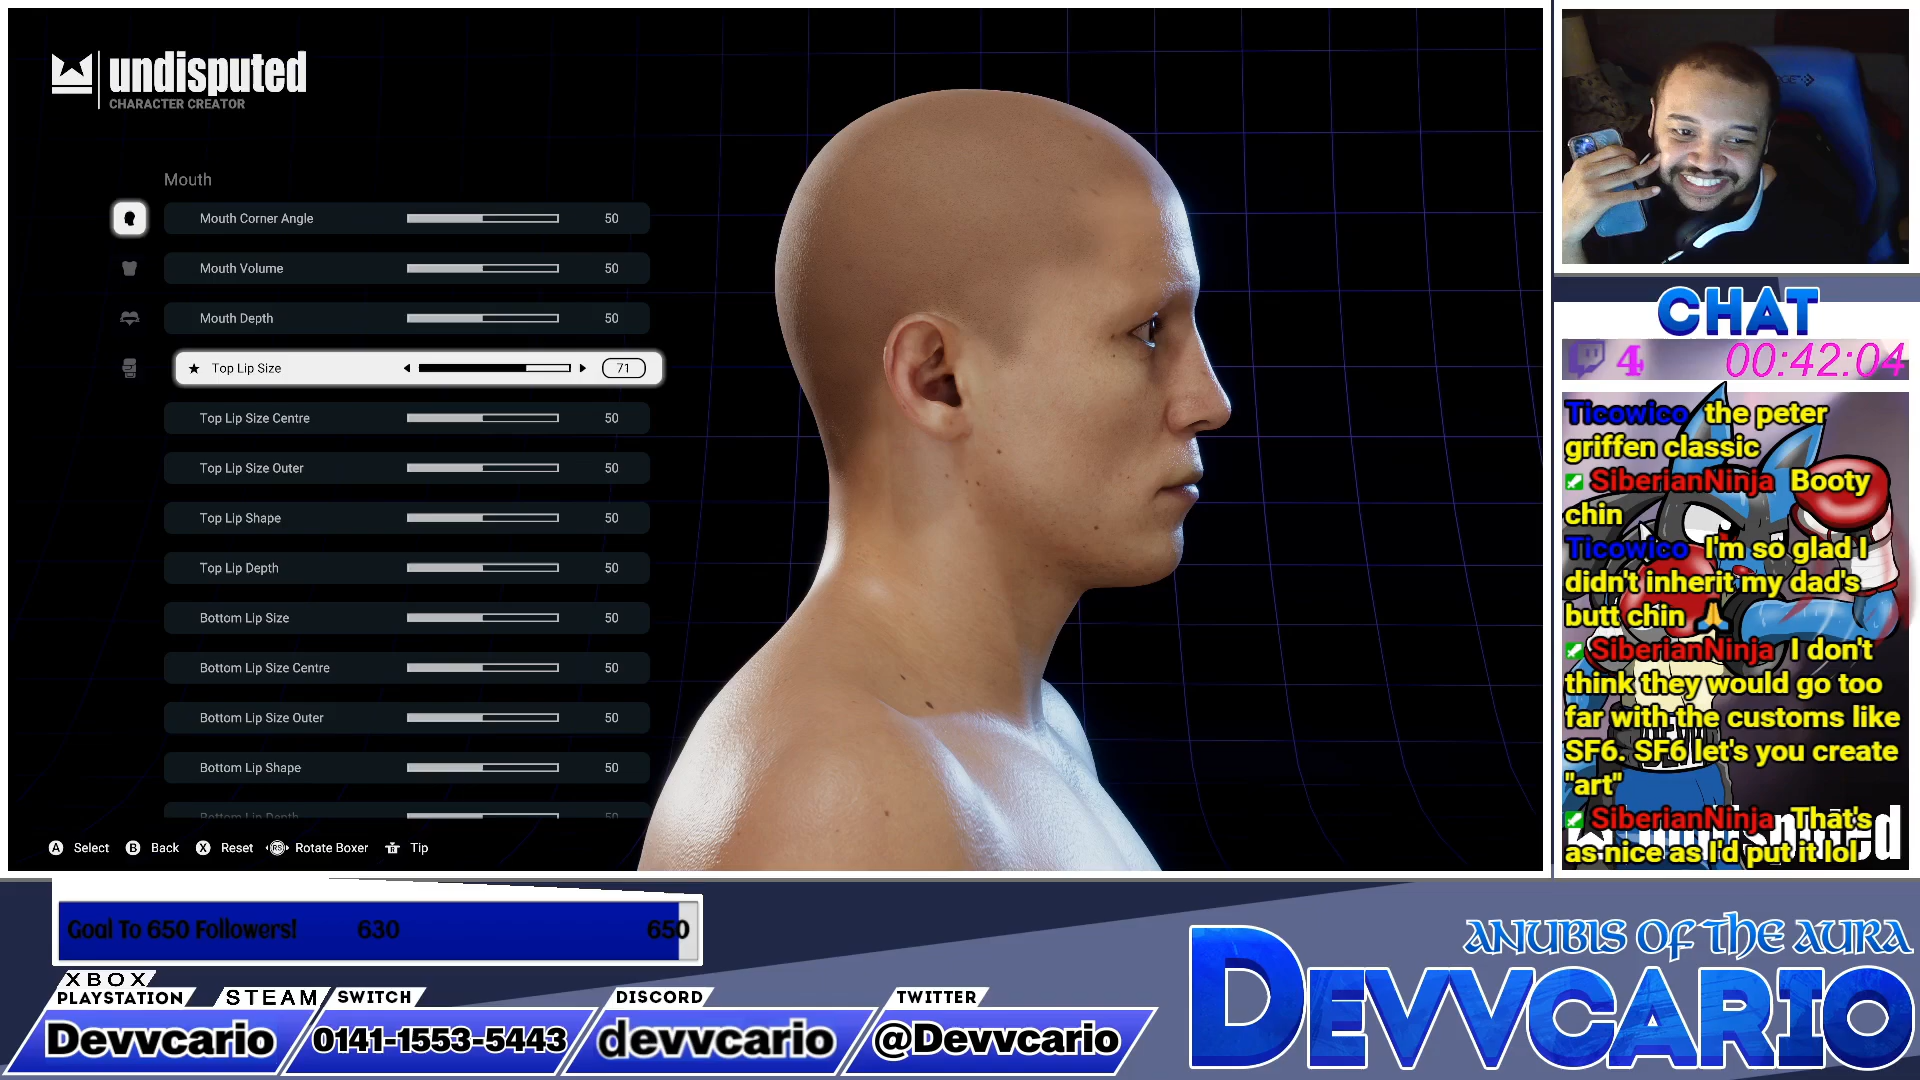 undisputed
CHARACTER CREATOR
Mouth
Mouth Corner Angle 50
Mouth Volume 50
Mouth Depth 50
Top Lip Size 71
Top Lip Size Centre 50
Top Lip Size Outer 50
Top Lip Shape 50
Top Lip Depth 50
Bottom Lip Size 50
Bottom Lip Size Centre 50
Bottom Lip Size Outer 50
Bottom Lip Shape 50
Bottom Lip Depth 50
A Select B Back X Reset RS Rotate Boxer Tip
CHAT
4 00:42:04
Ticowico the peter
griffen classic
SiberianNinja Booty
chin
Ticowico I'm so glad I
didn't inherit my dad's
butt chin 🙏
SiberianNinja I don't
think they would go too
far with the customs like
SF6. SF6 let's you create
"art"
SiberianNinja That's
as nice as I'd put it lol
Goal To 650 Followers! 630 650
XBOX
PLAYSTATION STEAM SWITCH DISCORD TWITTER
Devvcario 0141-1553-5443 devvcario @Devvcario
ANUBIS OF THE AURA
DEVVCARIO